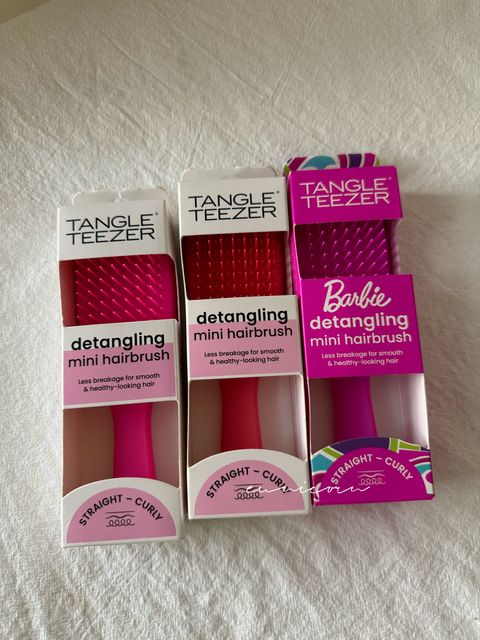 TANGLE®
TEEZER
detangling
mini hairbrush
Less breakage for smooth
& healthy-looking hair
STRAIGHT – CURLY
TANGLE®
TEEZER
detangling
mini hairbrush
Less breakage for smooth
& healthy-looking hair
STRAIGHT – CURLY
TANGLE®
TEEZER
Barbie
detangling
mini hairbrush
Less breakage for smooth
& healthy-looking hair
STRAIGHT – CURLY